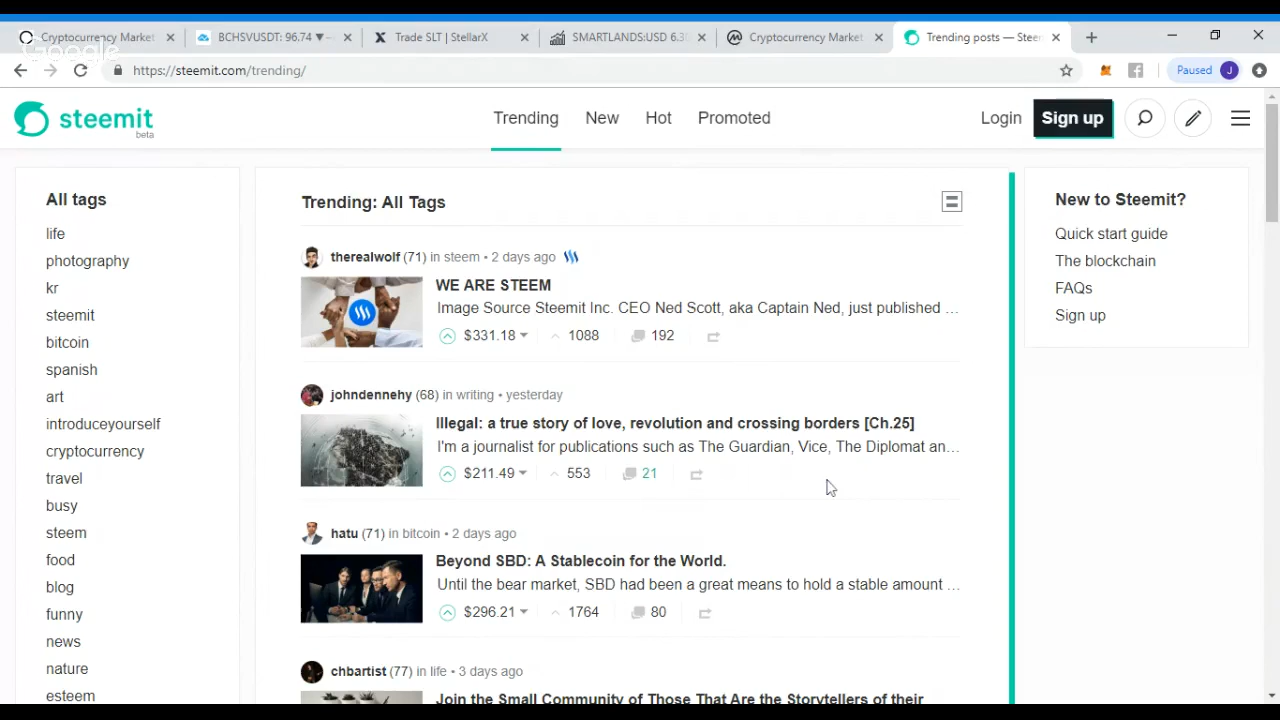 Cryptocurrency Market
BCHSVUSDT: 96.74 ▼
Trade SLT | StellarX
SMARTLANDS:USD 6.30
Cryptocurrency Market
Trending posts — Steem
Google
https://steemit.com/trending/
Paused
J
steemit
beta
Trending
New
Hot
Promoted
Login
Sign up
All tags
life
photography
kr
steemit
bitcoin
spanish
art
introduceyourself
cryptocurrency
travel
busy
steem
food
blog
funny
news
nature
esteem
Trending: All Tags
therealwolf (71) in steem • 2 days ago
WE ARE STEEM
Image Source Steemit Inc. CEO Ned Scott, aka Captain Ned, just published ...
$331.18 1088 192
johndennehy (68) in writing • yesterday
Illegal: a true story of love, revolution and crossing borders [Ch.25]
I'm a journalist for publications such as The Guardian, Vice, The Diplomat an...
$211.49 553 21
hatu (71) in bitcoin • 2 days ago
Beyond SBD: A Stablecoin for the World.
Until the bear market, SBD had been a great means to hold a stable amount ...
$296.21 1764 80
chbartist (77) in life • 3 days ago
Join the Small Community of Those That Are the Storytellers of their
New to Steemit?
Quick start guide
The blockchain
FAQs
Sign up